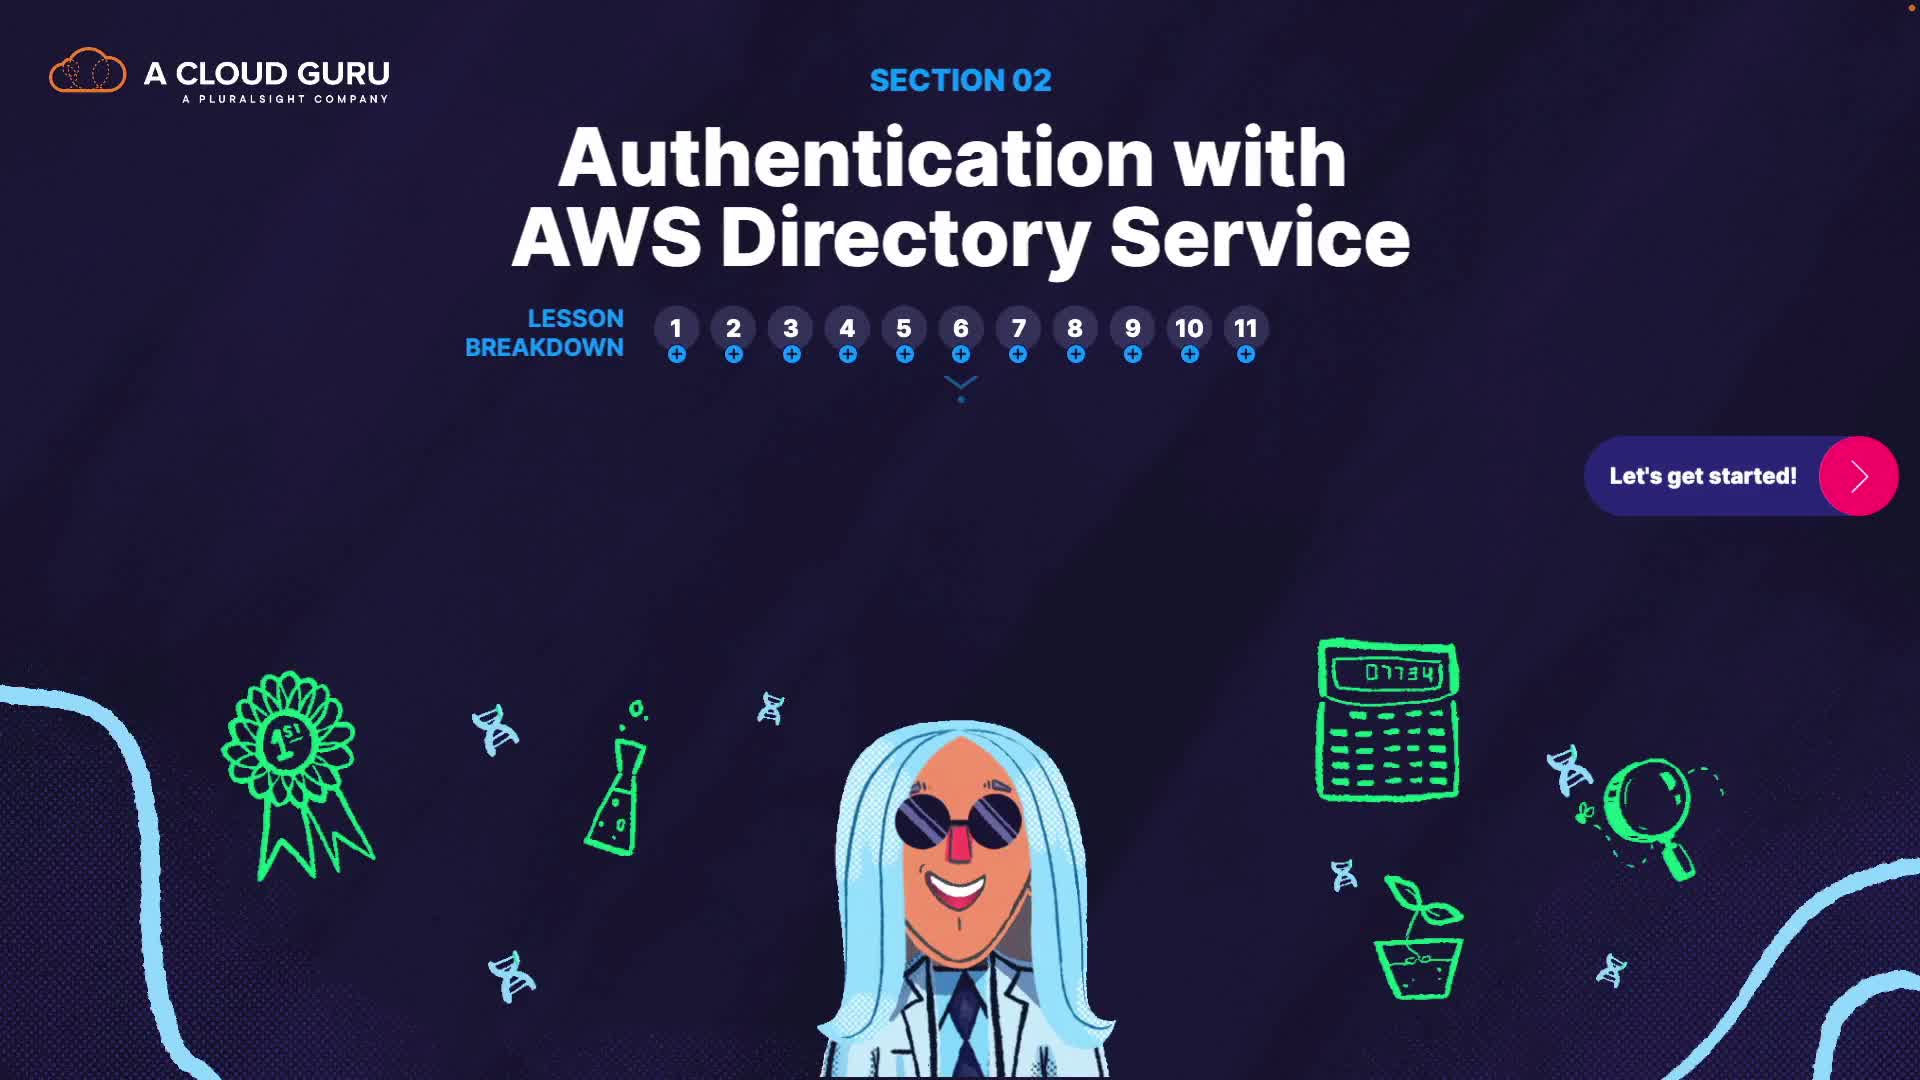 A CLOUD GURU
A PLURALSIGHT COMPANY
SECTION 02
Authentication with
AWS Directory Service
LESSON
BREAKDOWN
1 2 3 4 5 6 7 8 9 10 11
Let's get started!
07734
1ST